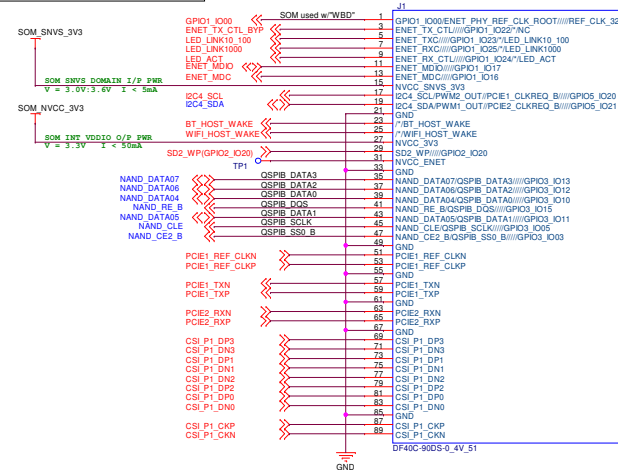 J1
GPIO1_IO00 SOM used w/"WBD" 1 GPIO1_IO00/ENET_PHY_REF_CLK_ROOT/////REF_CLK_32
ENET_TX_CTL_BYP 3 ENET_TX_CTL////GPIO1_IO22/*/NC
SOM_SNVS_3V3
LED_LINK10_100 5 ENET_TXC////GPIO1_IO23/*/LED_LINK10_100
LED_LINK1000 7 ENET_RXC////GPIO1_IO25/*/LED_LINK1000
LED_ACT 9 ENET_RX_CTL////GPIO1_IO24/*/LED_ACT
ENET_MDIO 11 ENET_MDIO/////GPIO1_IO17
ENET_MDC 13 ENET_MDC/////GPIO1_IO16
SOM SNVS DOMAIN I/P PWR 15 NVCC_SNVS_3V3
V = 3.0V:3.6V I < 5mA
I2C4_SCL 17 I2C4_SCL/PWM2_OUT//PCIE1_CLKREQ_B/////GPIO5_IO20
I2C4_SDA 19 I2C4_SDA/PWM1_OUT//PCIE2_CLKREQ_B/////GPIO5_IO21
SOM_NVCC_3V3
21 GND
BT_HOST_WAKE 23 /*/BT_HOST_WAKE
WIFI_HOST_WAKE 25 /*/WIFI_HOST_WAKE
SOM INT VDDIO O/P PWR 27 NVCC_3V3
V = 3.3V I < 50mA
SD2_WP(GPIO2_IO20) 29 SD2_WP/////GPIO2_IO20
TP1 31 NVCC_ENET
33 GND
NAND_DATA07 QSPIB_DATA3 35 NAND_DATA07/QSPIB_DATA3/////GPIO3_IO13
NAND_DATA06 QSPIB_DATA2 37 NAND_DATA06/QSPIB_DATA2/////GPIO3_IO12
NAND_DATA04 QSPIB_DATA0 39 NAND_DATA04/QSPIB_DATA0/////GPIO3_IO10
NAND_RE_B QSPIB_DQS 41 NAND_RE_B/QSPIB_DQS/////GPIO3_IO15
NAND_DATA05 QSPIB_DATA1 43 NAND_DATA05/QSPIB_DATA1/////GPIO3_IO11
NAND_CLE QSPIB_SCLK 45 NAND_CLE/QSPIB_SCLK/////GPIO3_IO05
NAND_CE2_B QSPIB_SS0_B 47 NAND_CE2_B/QSPIB_SS0_B/////GPIO3_IO03
49 GND
PCIE1_REF_CLKN 51 PCIE1_REF_CLKN
PCIE1_REF_CLKP 53 PCIE1_REF_CLKP
55 GND
PCIE1_TXN 57 PCIE1_TXN
PCIE1_TXP 59 PCIE1_TXP
61 GND
PCIE2_RXN 63 PCIE2_RXN
PCIE2_RXP 65 PCIE2_RXP
67 GND
CSI_P1_DP3 69 CSI_P1_DP3
CSI_P1_DN3 71 CSI_P1_DN3
CSI_P1_DP1 73 CSI_P1_DP1
CSI_P1_DN1 75 CSI_P1_DN1
CSI_P1_DN2 77 CSI_P1_DN2
CSI_P1_DP2 79 CSI_P1_DP2
CSI_P1_DP0 81 CSI_P1_DP0
CSI_P1_DN0 83 CSI_P1_DN0
85 GND
CSI_P1_CKP 87 CSI_P1_CKP
CSI_P1_CKN 89 CSI_P1_CKN
DF40C-90DS-0_4V_51
GND